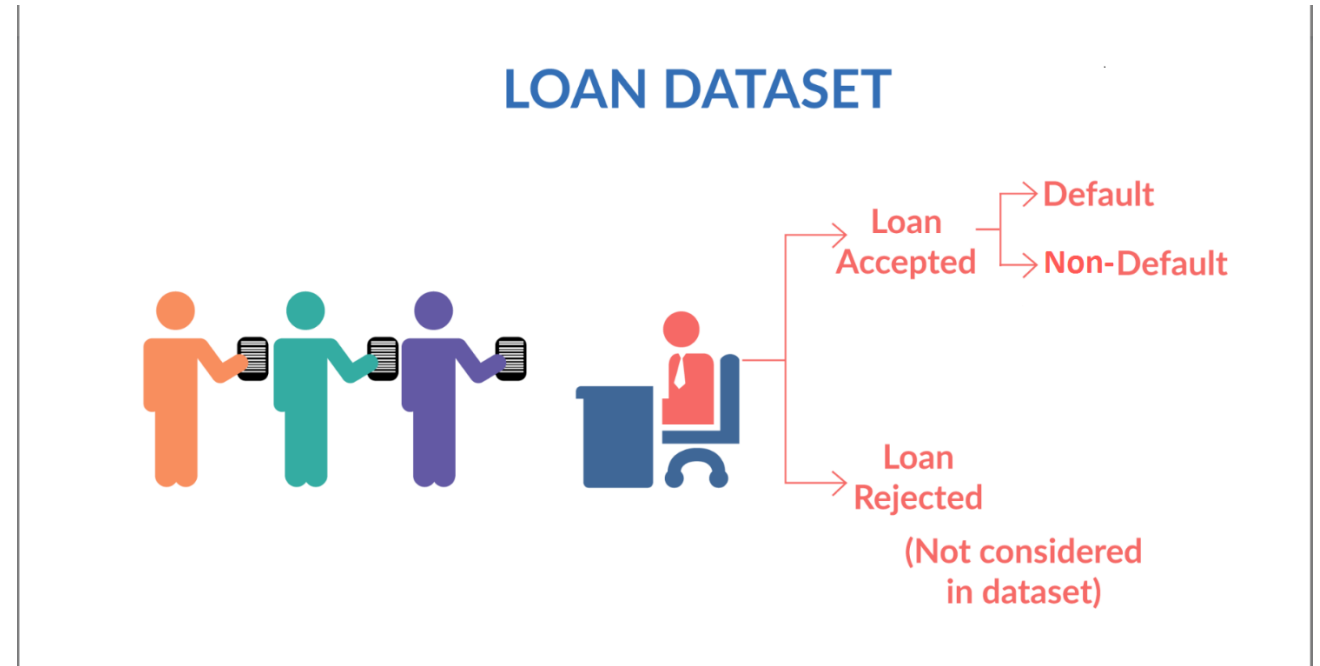 LOAN DATASET
Default
Loan
Accepted
Non-Default
Loan
Rejected
(Not considered
in dataset)